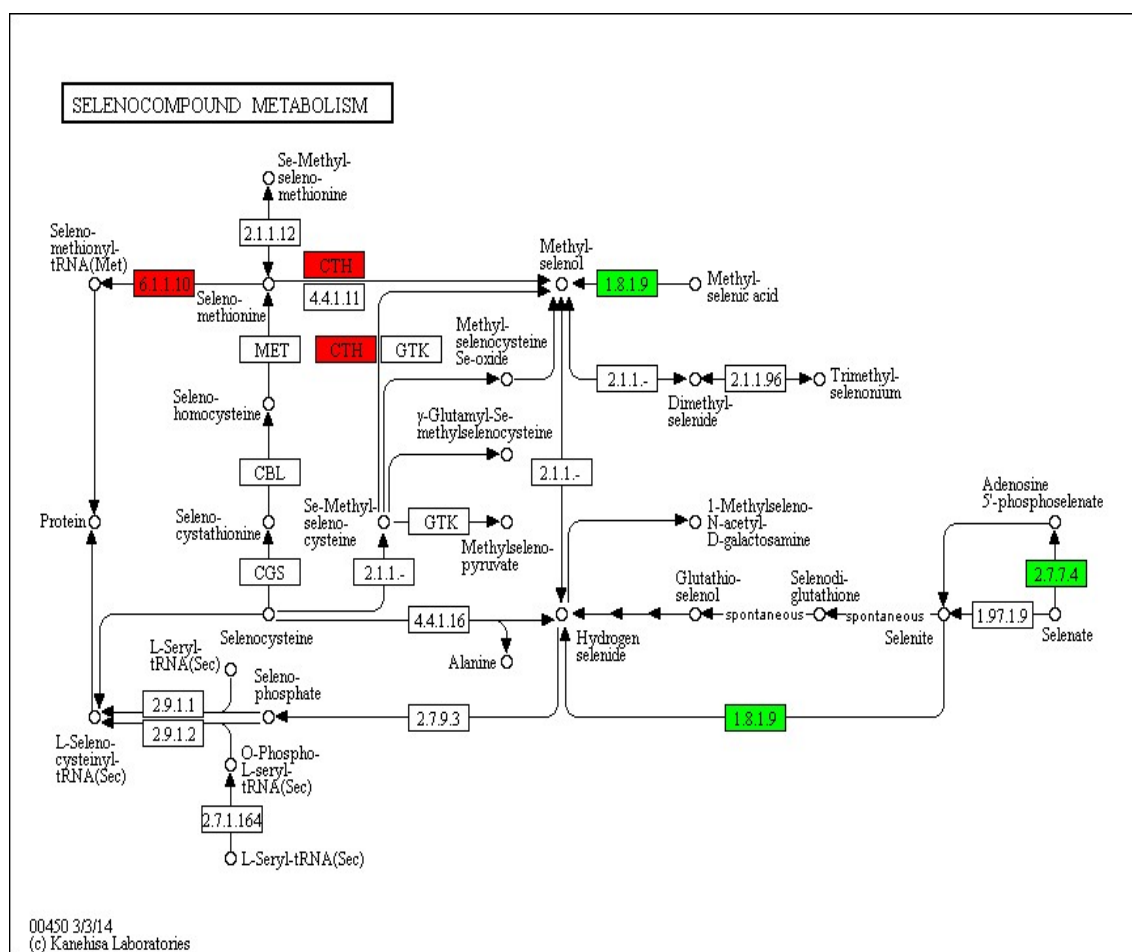 SELENOCOMPOUND METABOLISM
Se-Methyl-
seleno-
methionine
2.1.1.12
Seleno-
methionyl-
tRNA(Met)
6.1.1.10
Seleno-
methionine
CTH
4.4.1.11
Methyl-
selenol
1.8.1.9
Methyl-
selenic acid
MET
CTH
GTK
Methyl-
selenocysteine
Se-oxide
2.1.1.-
Dimethyl-
selenide
2.1.1.96
Trimethyl-
selenonium
Seleno-
homocysteine
γ-Glutamyl-Se-
methylselenocysteine
CBL
2.1.1.-
Protein
Seleno-
cystathionine
Se-Methyl-
seleno-
cysteine
GTK
Methylseleno-
pyruvate
1-Methylseleno-
N-acetyl-
D-galactosamine
Adenosine
5'-phosphoselenate
CGS
2.1.1.-
2.7.7.4
Glutathio-
selenol
Selenodi-
glutathione
Selenocysteine
4.4.1.16
Alanine
Hydrogen
selenide
spontaneous
spontaneous
Selenite
1.97.1.9
Selenate
L-Seryl-
tRNA(Sec)
Seleno-
phosphate
2.9.1.1
2.9.1.2
2.7.9.3
1.8.1.9
L-Seleno-
cysteinyl-
tRNA(Sec)
O-Phospho-
L-seryl-
tRNA(Sec)
2.7.1.164
L-Seryl-tRNA(Sec)
00450 3/3/14
(c) Kanehisa Laboratories